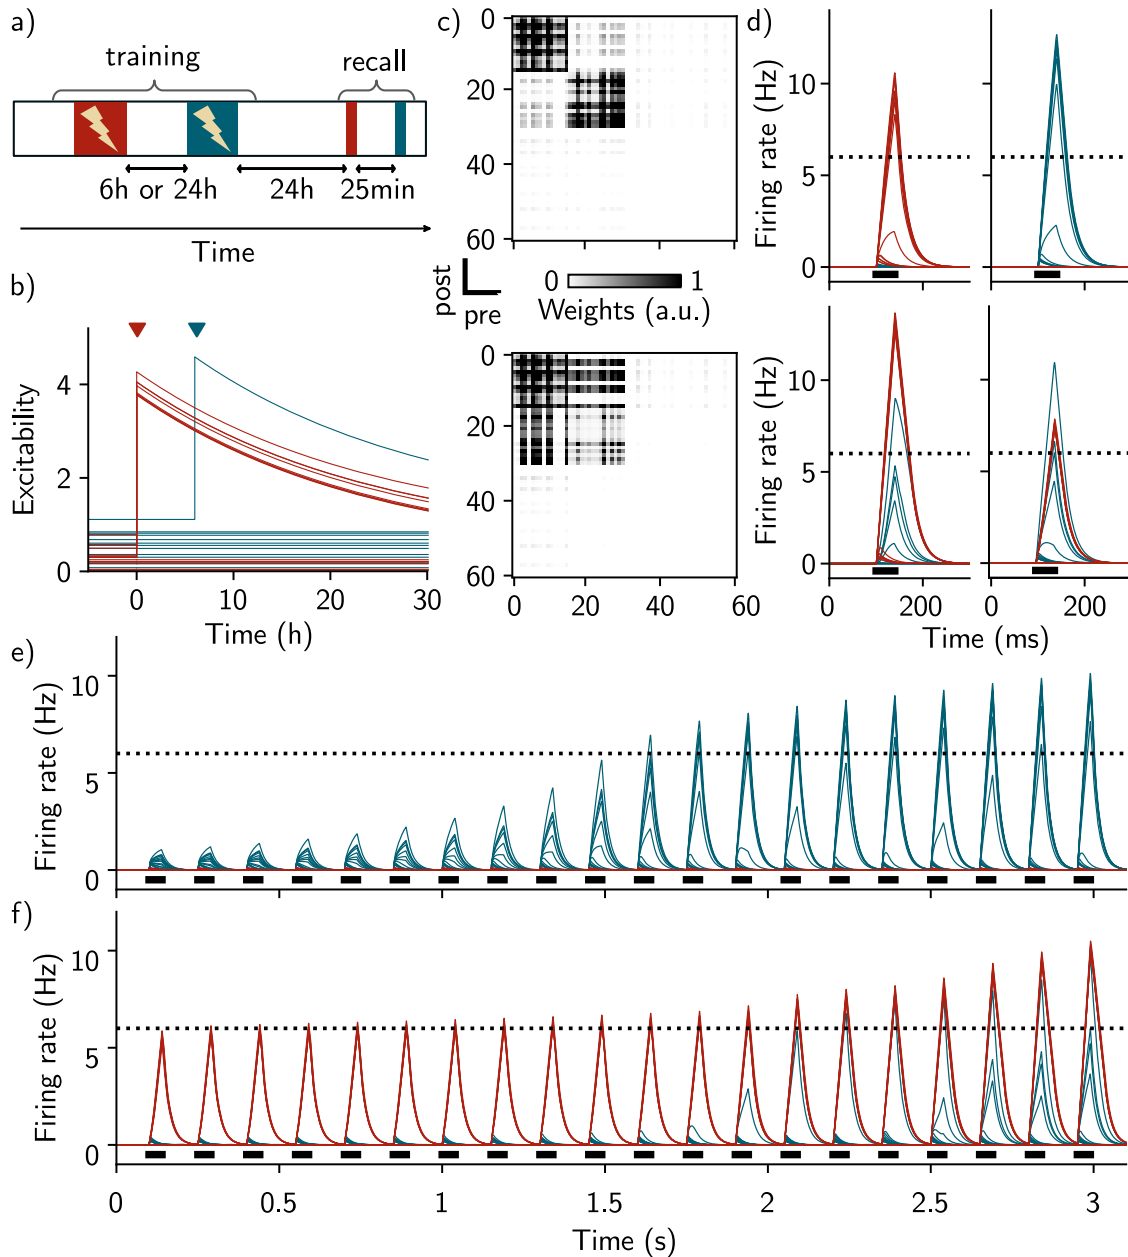 a)
training
recall
6h or 24h
24h
25min
Time
b)
Excitability
4
2
0
0
10
20
30
Time (h)
c)
0
20
40
60
post
pre
0
1
Weights (a.u.)
0
20
40
60
0
20
40
60
d)
Firing rate (Hz)
10
5
0
Firing rate (Hz)
10
5
0
0
200
0
200
Time (ms)
e)
Firing rate (Hz)
10
5
0
f)
Firing rate (Hz)
10
5
0
0
0.5
1
1.5
2
2.5
3
Time (s)